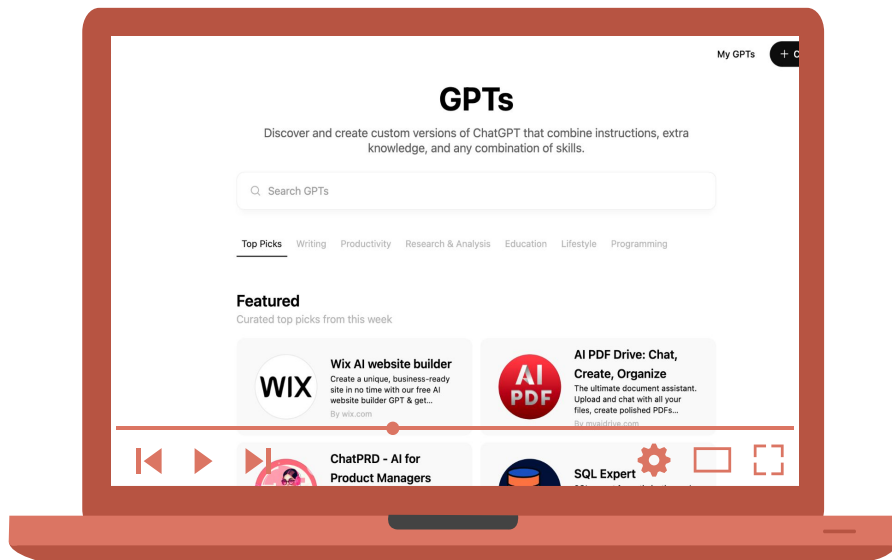 My GPTs
+ C
GPTs
Discover and create custom versions of ChatGPT that combine instructions, extra
knowledge, and any combination of skills.
Search GPTs
Top Picks Writing Productivity Research & Analysis Education Lifestyle Programming
Featured
Curated top picks from this week
WIX
Wix AI website builder
Create a unique, business-ready
site in no time with our free AI
website builder GPT & get...
By wix.com
AI
PDF
AI PDF Drive: Chat,
Create, Organize
The ultimate document assistant.
Upload and chat with all your
files, create polished PDFs...
By myaidrive.com
ChatPRD - AI for
Product Managers
SQL Expert